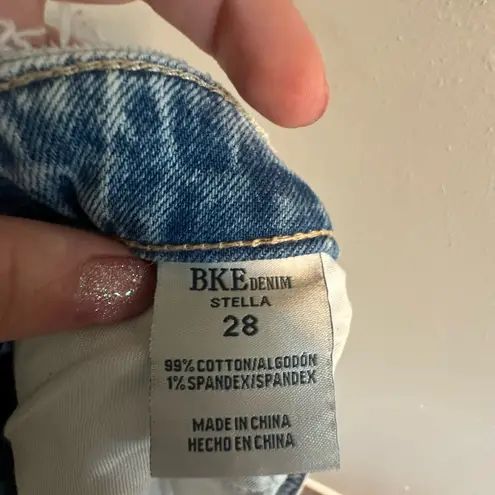 BKE DENIM
STELLA
28
99% COTTON/ALGODÓN
1% SPANDEX/SPANDEX
MADE IN CHINA
HECHO EN CHINA